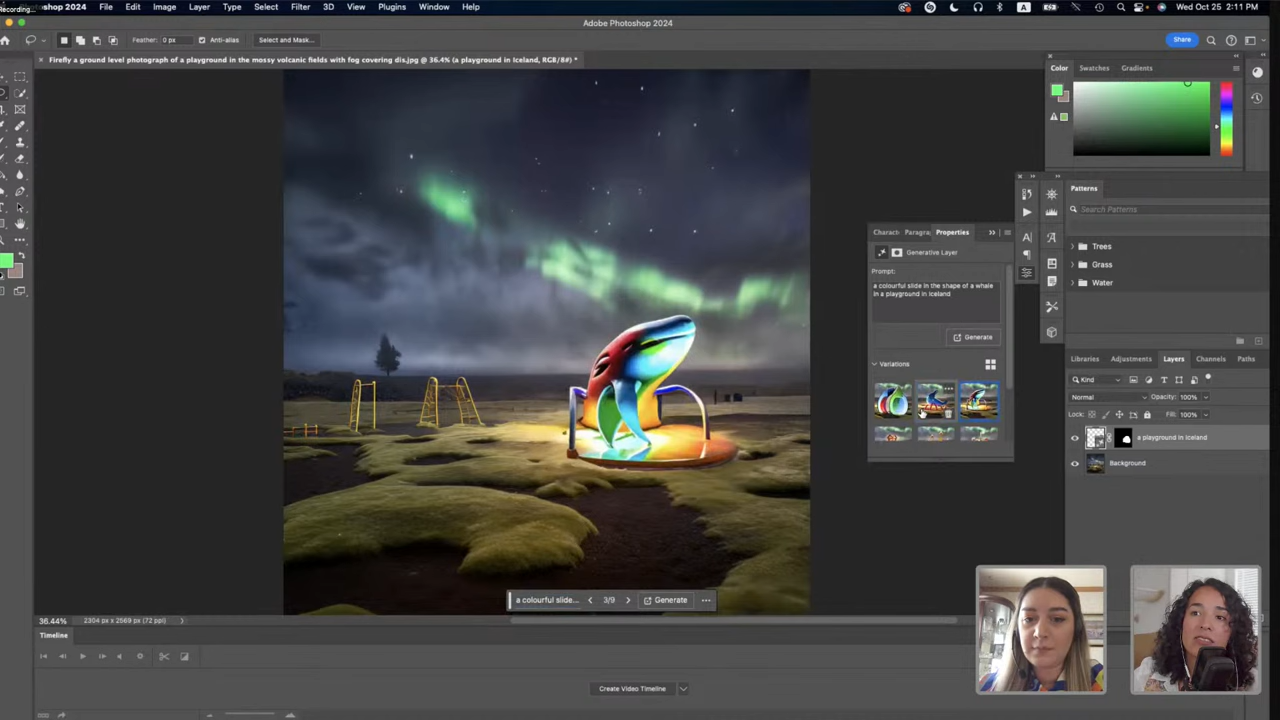 Recording...
shop 2024 File Edit Image Layer Type Select Filter 3D View Plugins Window Help
A
Wed Oct 25 2:11 PM
Adobe Photoshop 2024
Feather: 0 px Anti-alias Select and Mask... Share
× Firefly a ground level photograph of a playground in the mossy volcanic fields with fog covering dis.jpg @ 36.4% (a playground in Iceland, RGB/8#) *
Color Swatches Gradients
Patterns
Search Patterns
Trees
Grass
Water
Charact Paragra Properties
Generative Layer
Prompt:
a colourful slide in the shape of a whale
in a playground in Iceland
Generate
Variations
Libraries Adjustments Layers Channels Paths
Kind
Normal Opacity: 100%
Lock: Fill: 100%
a playground in Iceland
Background
a colourful slide... 3/9 Generate ...
36.44% 2304 px x 2569 px (72 ppi)
Timeline
Create Video Timeline